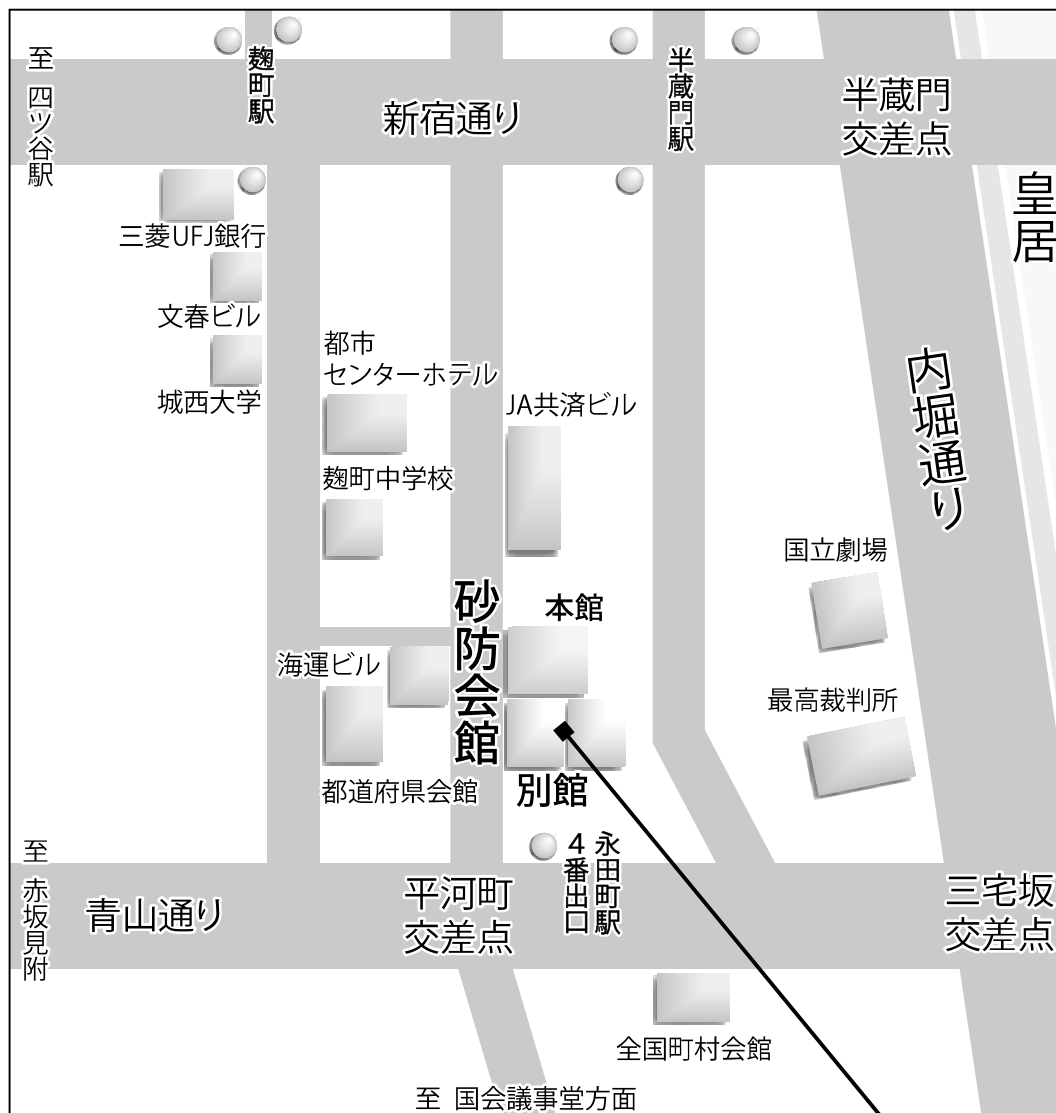 至 四ツ谷駅
麹町駅
新宿通り
半蔵門駅
半蔵門
交差点
皇居
三菱UFJ銀行
文春ビル
城西大学
都市
センターホテル
JA共済ビル
麹町中学校
内堀通り
国立劇場
砂防会館
本館
海運ビル
最高裁判所
都道府県会館
別館
永田町駅
4番出口
至 赤坂見附
青山通り
平河町
交差点
三宅坂
交差点
全国町村会館
至 国会議事堂方面